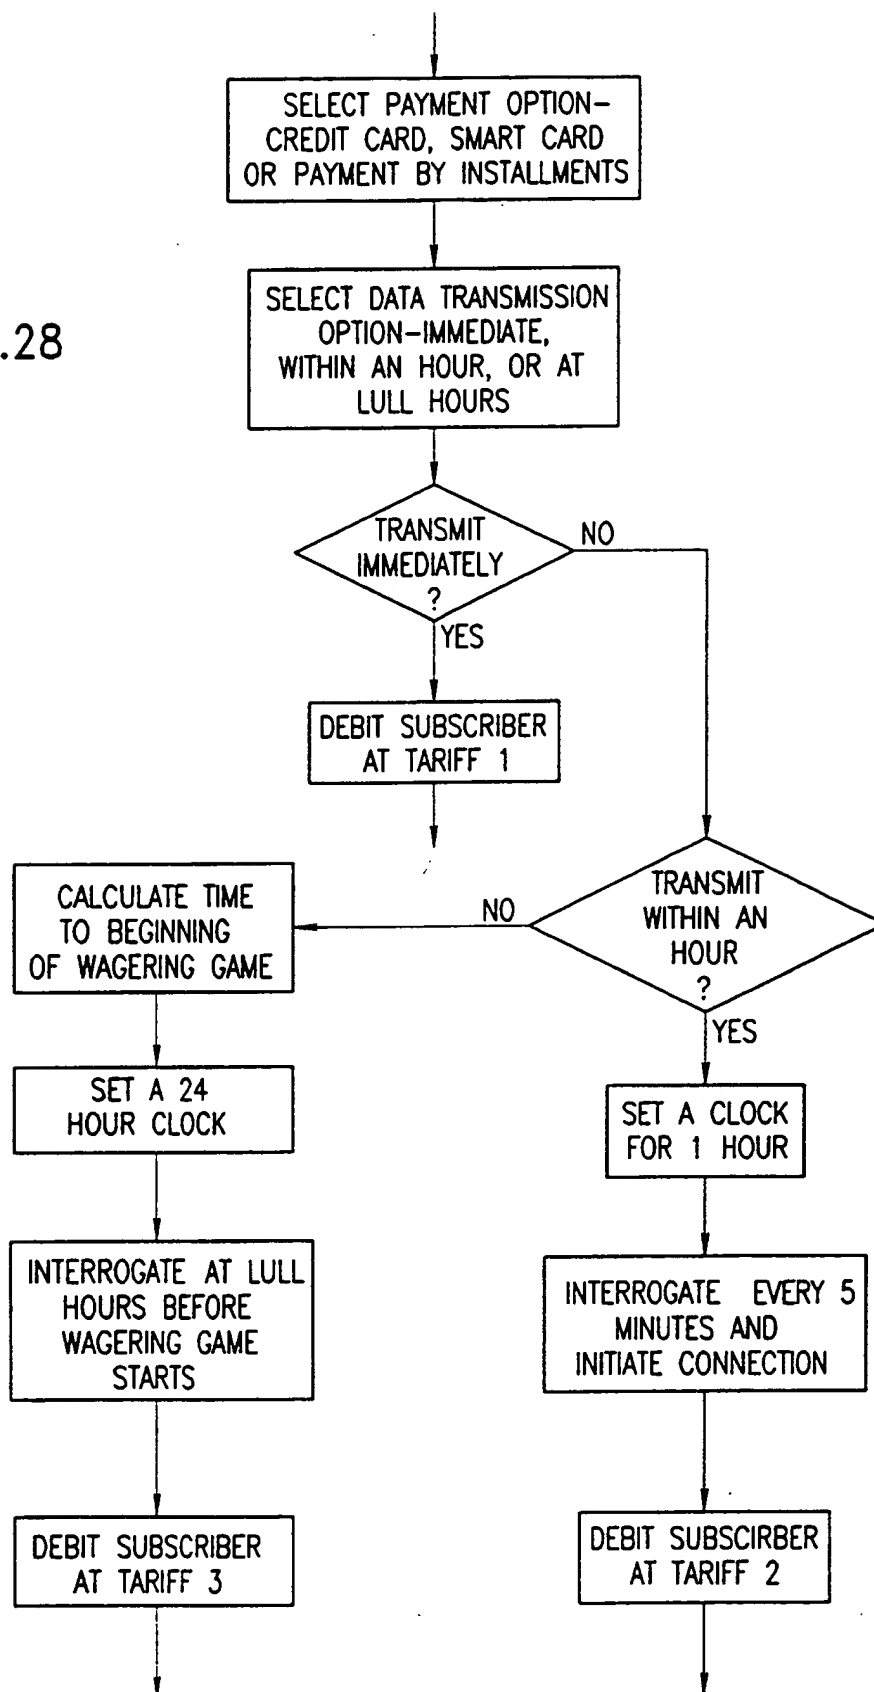 SELECT PAYMENT OPTION-
CREDIT CARD, SMART CARD
OR PAYMENT BY INSTALLMENTS
SELECT DATA TRANSMISSION
OPTION-IMMEDIATE,
WITHIN AN HOUR, OR AT
LULL HOURS
.28
TRANSMIT
IMMEDIATELY
?
NO
YES
DEBIT SUBSCRIBER
AT TARIFF 1
TRANSMIT
WITHIN AN
HOUR
?
NO
YES
CALCULATE TIME
TO BEGINNING
OF WAGERING GAME
SET A 24
HOUR CLOCK
SET A CLOCK
FOR 1 HOUR
INTERROGATE AT LULL
HOURS BEFORE
WAGERING GAME
STARTS
INTERROGATE EVERY 5
MINUTES AND
INITIATE CONNECTION
DEBIT SUBSCRIBER
AT TARIFF 3
DEBIT SUBSCIRBER
AT TARIFF 2